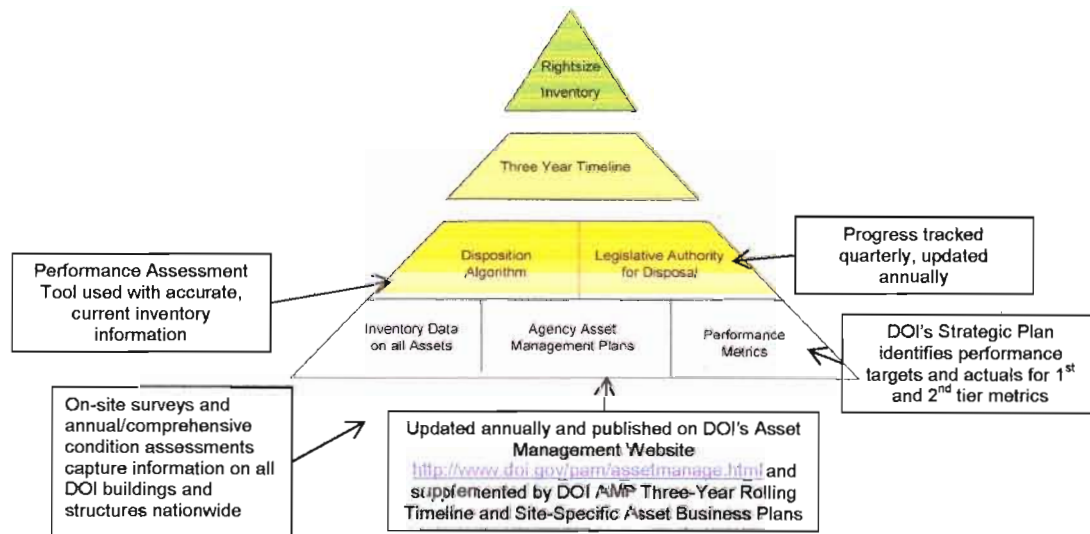 Rightsize
Inventory
Three Year Timeline
Disposition
Algorithm
Legislative Authority
for Disposal
Progress tracked
quarterly, updated
annually
Performance Assessment
Tool used with accurate,
current inventory
information
Inventory Data
on all Assets
Agency Asset
Management Plans
Performance
Metrics
DOI's Strategic Plan
identifies performance
targets and actuals for 1st
and 2nd tier metrics
On-site surveys and
annual/comprehensive
condition assessments
capture information on all
DOI buildings and
structures nationwide
Updated annually and published on DOI's Asset
Management Website
http://www.doi.gov/pam/assetmanage.html and
supplemented by DOI AMP Three-Year Rolling
Timeline and Site-Specific Asset Business Plans